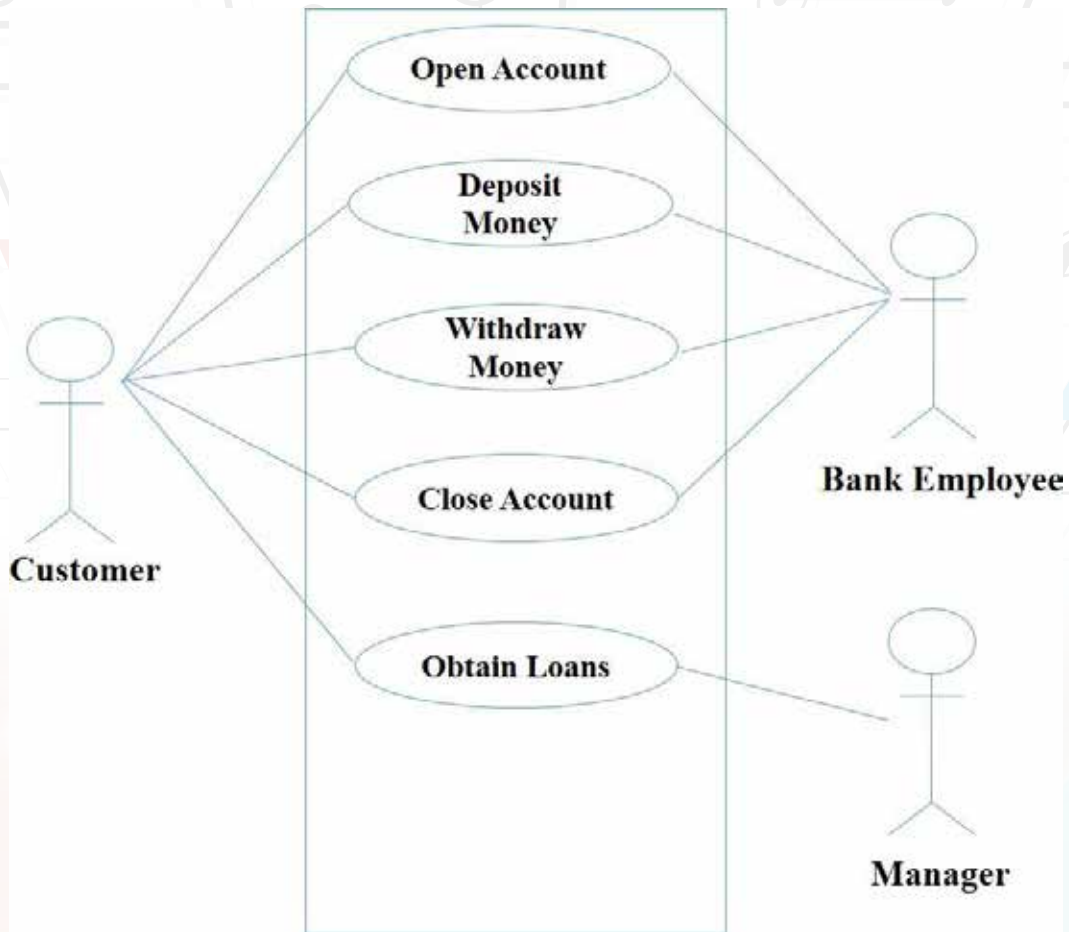 Open Account
Deposit
Money
Withdraw
Money
Close Account
Bank Employee
Customer
Obtain Loans
Manager